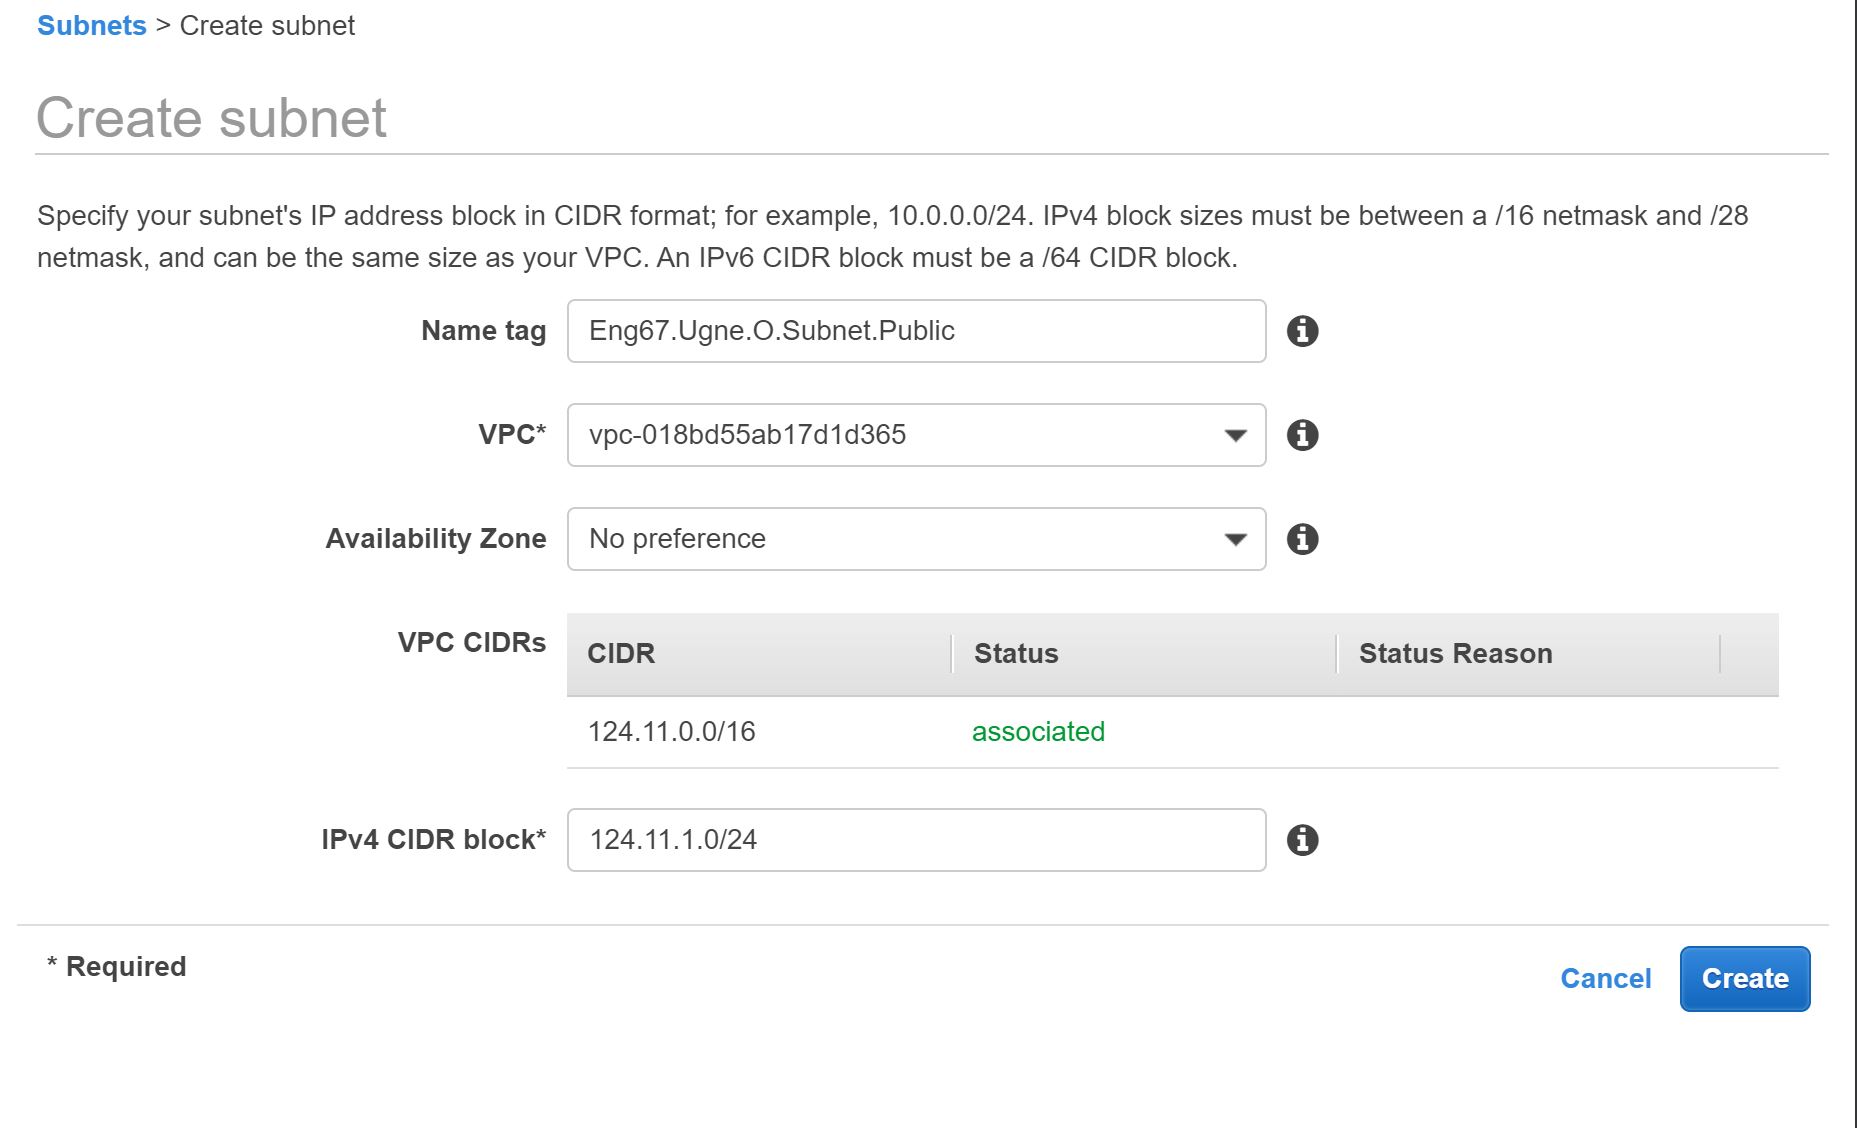 Subnets > Create subnet
Create subnet
Specify your subnet's IP address block in CIDR format; for example, 10.0.0.0/24. IPv4 block sizes must be between a /16 netmask and /28
netmask, and can be the same size as your VPC. An IPv6 CIDR block must be a /64 CIDR block.
Name tag Eng67.Ugne.O.Subnet.Public
VPC* vpc-018bd55ab17d1d365
Availability Zone No preference
VPC CIDRs CIDR Status Status Reason
124.11.0.0/16 associated
IPv4 CIDR block* 124.11.1.0/24
* Required
Cancel Create